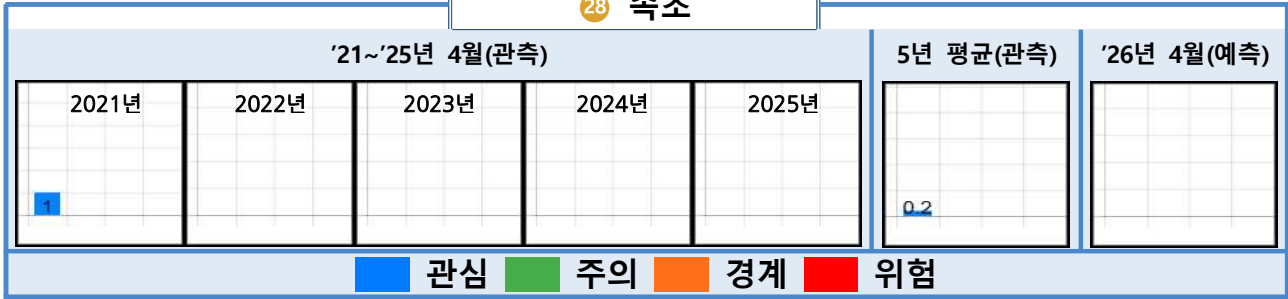 28 속초
’21~’25년 4월(관측)
5년 평균(관측)
’26년 4월(예측)
2021년
2022년
2023년
2024년
2025년
1
0.2
관심
주의
경계
위험